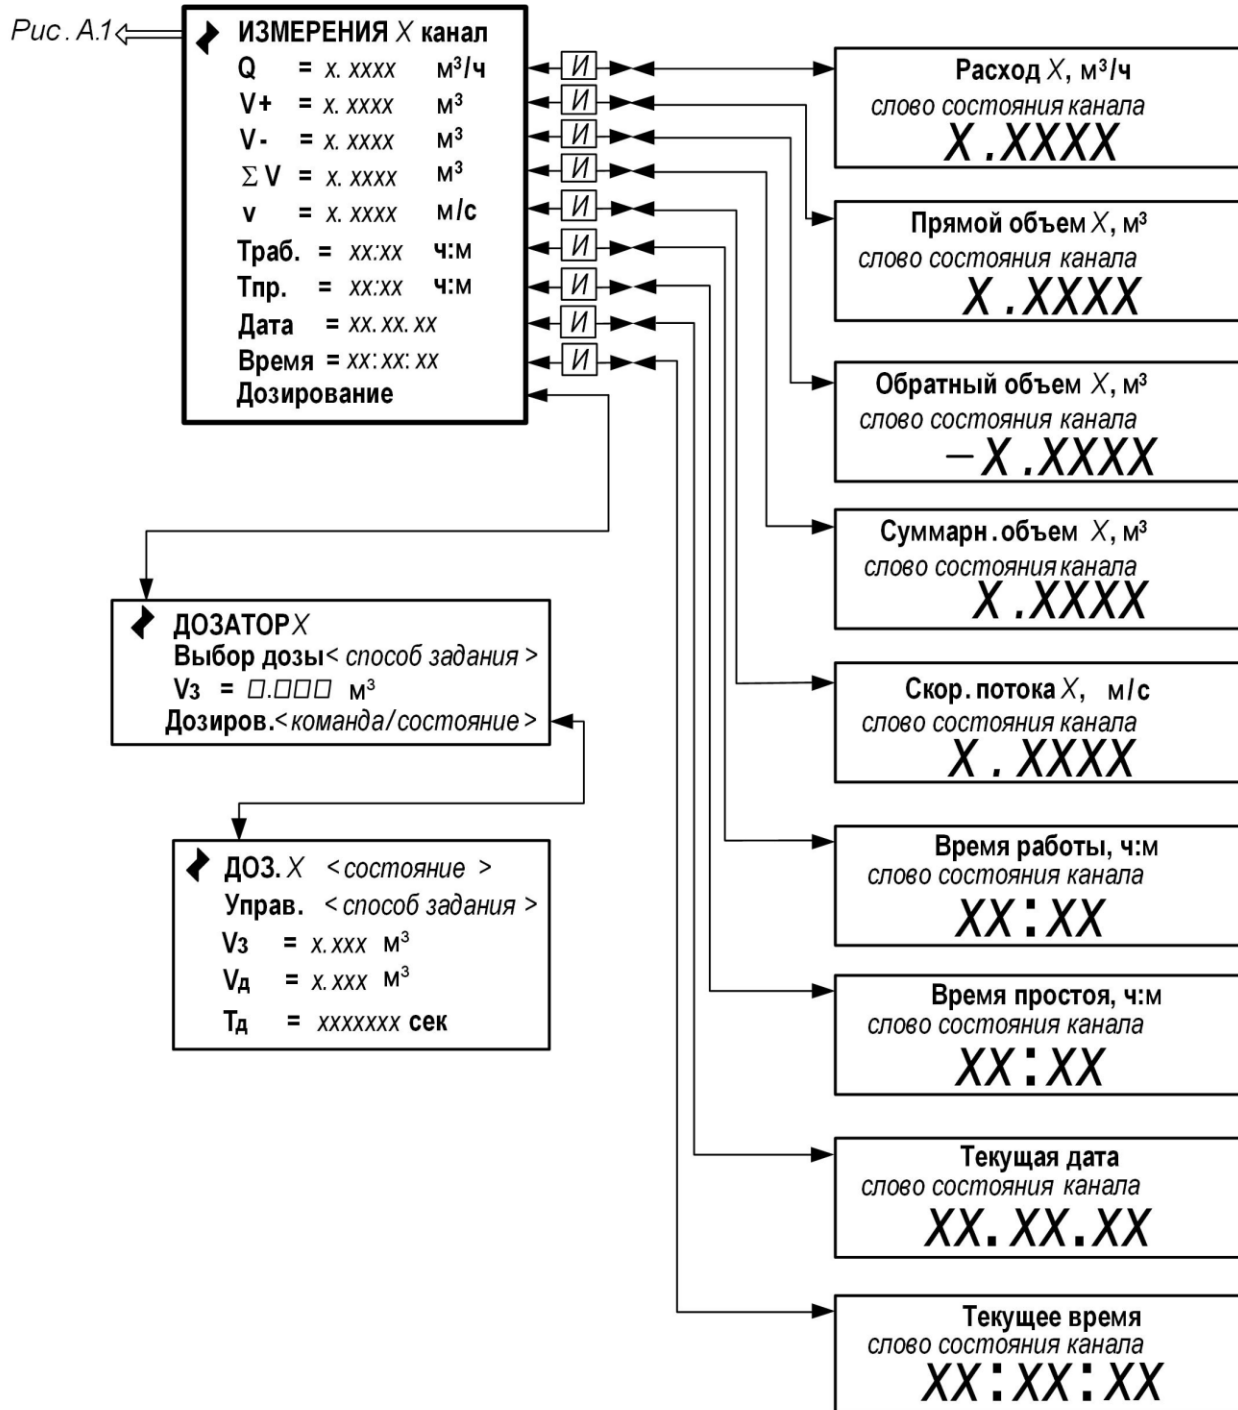 Рис. А.1
ИЗМЕРЕНИЯ X канал
Q = x. xxxx м³/ч
V+ = x. xxxx м³
V- = x. xxxx м³
Σ V = x. xxxx м³
v = x. xxxx м/с
Tраб. = xx:xx ч:м
Tпр. = xx:xx ч:м
Дата = xx. xx. xx
Время = xx: xx: xx
Дозирование
И
И
И
И
И
И
И
И
И
Расход X, м³/ч
слово состояния канала
X.XXXX
Прямой объем X, м³
слово состояния канала
X.XXXX
Обратный объем X, м³
слово состояния канала
–X.XXXX
Суммарн.объем X, м³
слово состояния канала
X.XXXX
Скор. потока X, м/с
слово состояния канала
X. XXXX
Время работы, ч:м
слово состояния канала
XX:XX
Время простоя, ч:м
слово состояния канала
XX:XX
Текущая дата
слово состояния канала
XX.XX.XX
Текущее время
слово состояния канала
XX:XX:XX
ДОЗАТОР X
Выбор дозы < способ задания >
Vз = □.□□□ м³
Дозиров.< команда/состояние >
ДОЗ. X < состояние >
Управ. < способ задания >
Vз = x. xxx м³
Vд = x. xxx м³
Tд = xxxxxxx сек